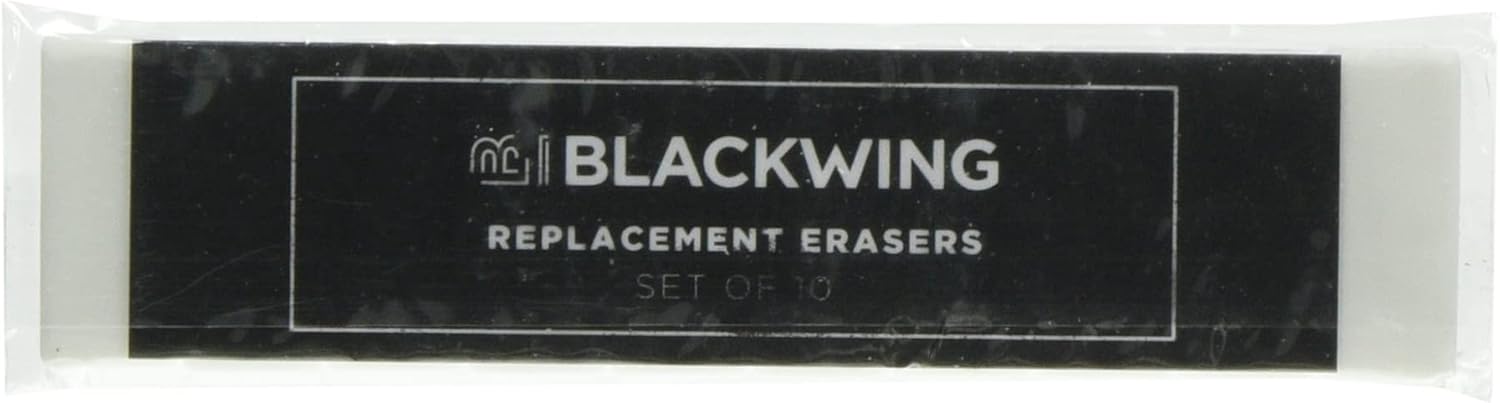 BLACKWING
REPLACEMENT ERASERS
SET OF 10